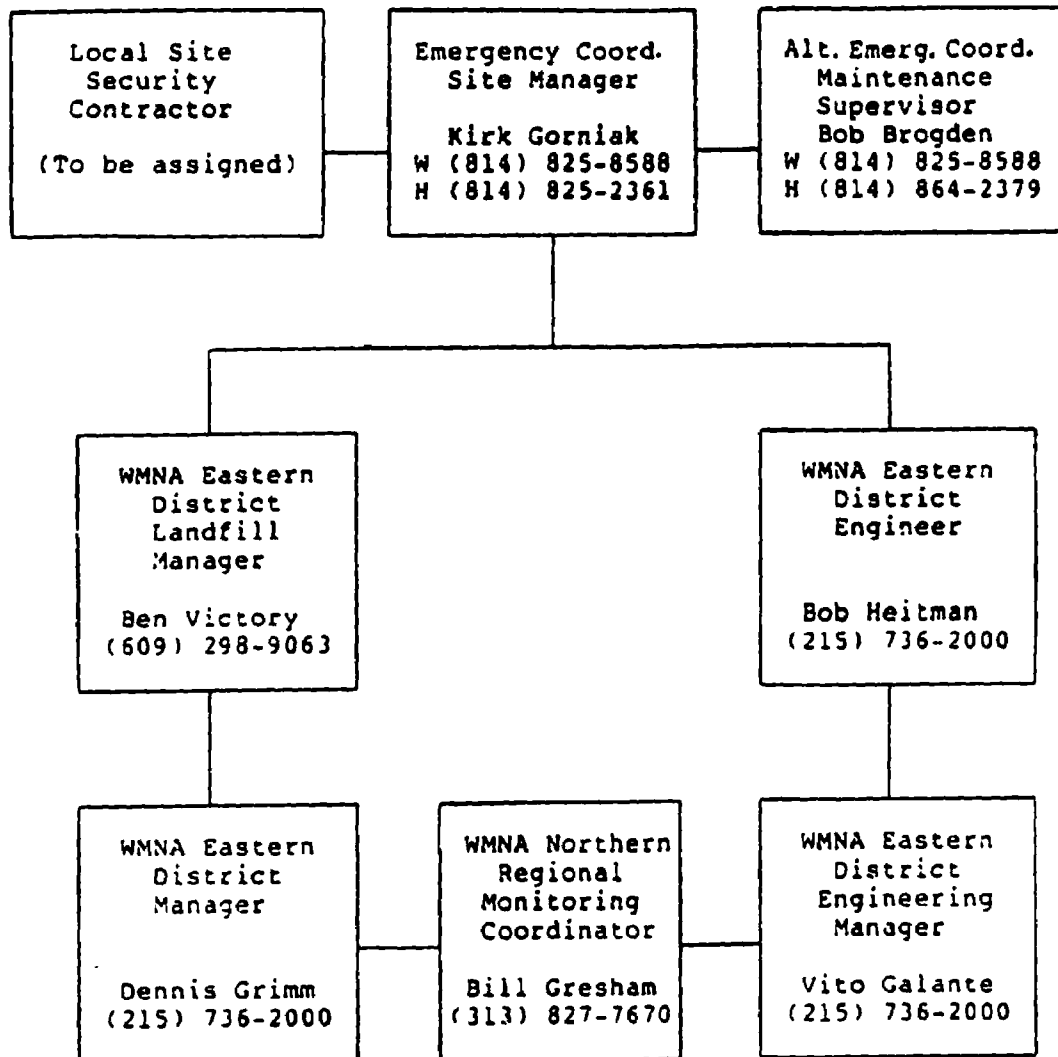 Local Site
Security
Contractor
(To be assigned)
Emergency Coord.
Site Manager
Kirk Gorniak
W (814) 825-8588
H (814) 825-2361
Alt. Emerg. Coord.
Maintenance
Supervisor
Bob Brogden
W (814) 825-8588
H (814) 864-2379
WMNA Eastern
District
Landfill
Manager
Ben Victory
(609) 298-9063
WMNA Eastern
District
Engineer
Bob Heitman
(215) 736-2000
WMNA Eastern
District
Manager
Dennis Grimm
(215) 736-2000
WMNA Northern
Regional
Monitoring
Coordinator
Bill Gresham
(313) 827-7670
WMNA Eastern
District
Engineering
Manager
Vito Galante
(215) 736-2000